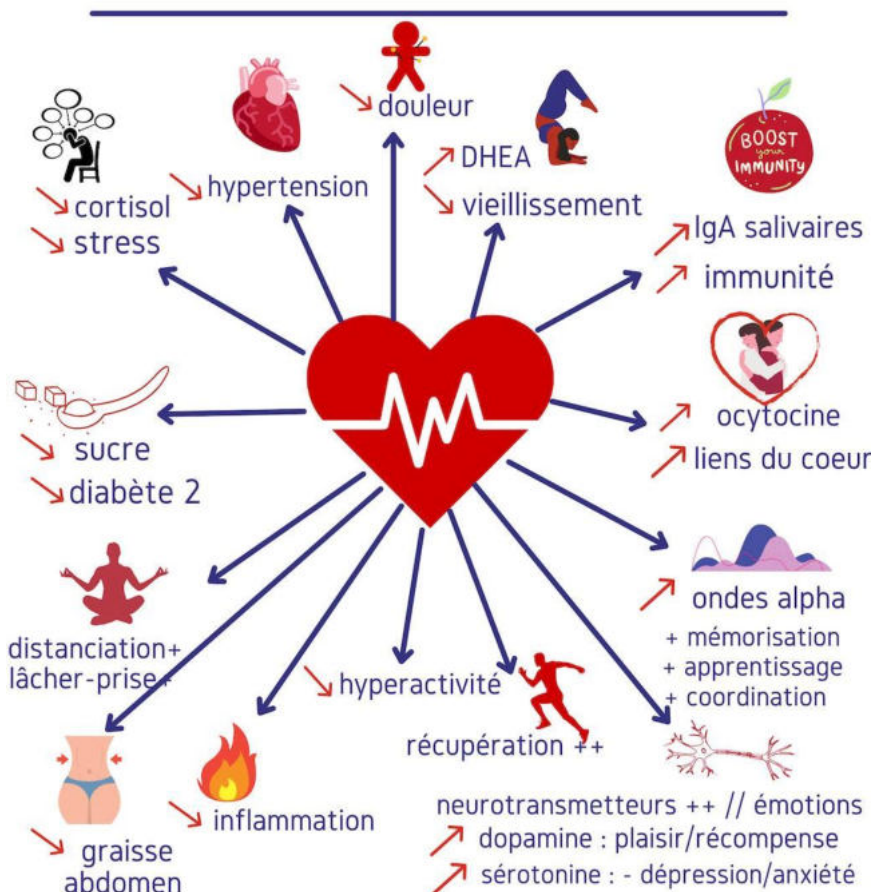 douleur
cortisol
stress
hypertension
DHEA
vieillissement
BOOST
your
IMMUNITY
IgA salivaires
immunité
sucre
diabète 2
ocytocine
liens du coeur
distanciation+
lâcher-prise+
hyperactivité
récupération ++
ondes alpha
+ mémorisation
+ apprentissage
+ coordination
graisse
abdomen
inflammation
neurotransmetteurs ++ // émotions
dopamine : plaisir/récompense
sérotonine : - dépression/anxiété